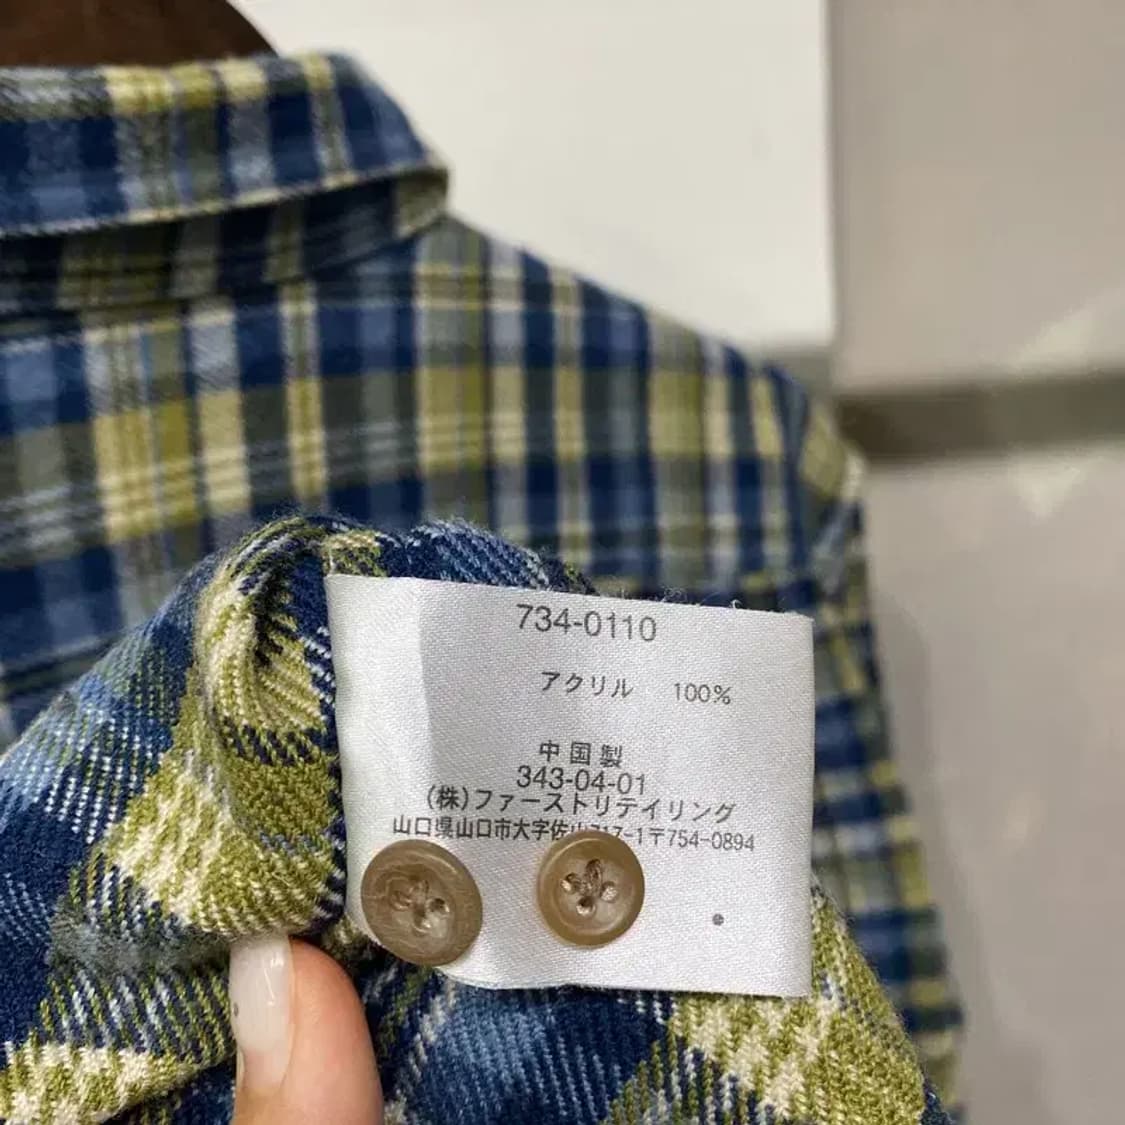 734-0110
アクリル 100%
中国製
343-04-01
(株)ファーストリテイリング
山口県山口市大字佐山717-1〒754-0894